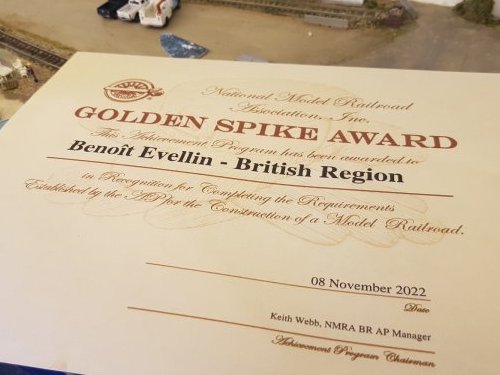 National Model Railroad
Association, Inc.
GOLDEN SPIKE AWARD
This Achievement Program has been awarded to
Benoît Evellin - British Region
in Recognition for Completing the Requirements
Established by the AP for the Construction of a Model Railroad.
08 November 2022
Date
Keith Webb, NMRA BR AP Manager
Achievement Program Chairman